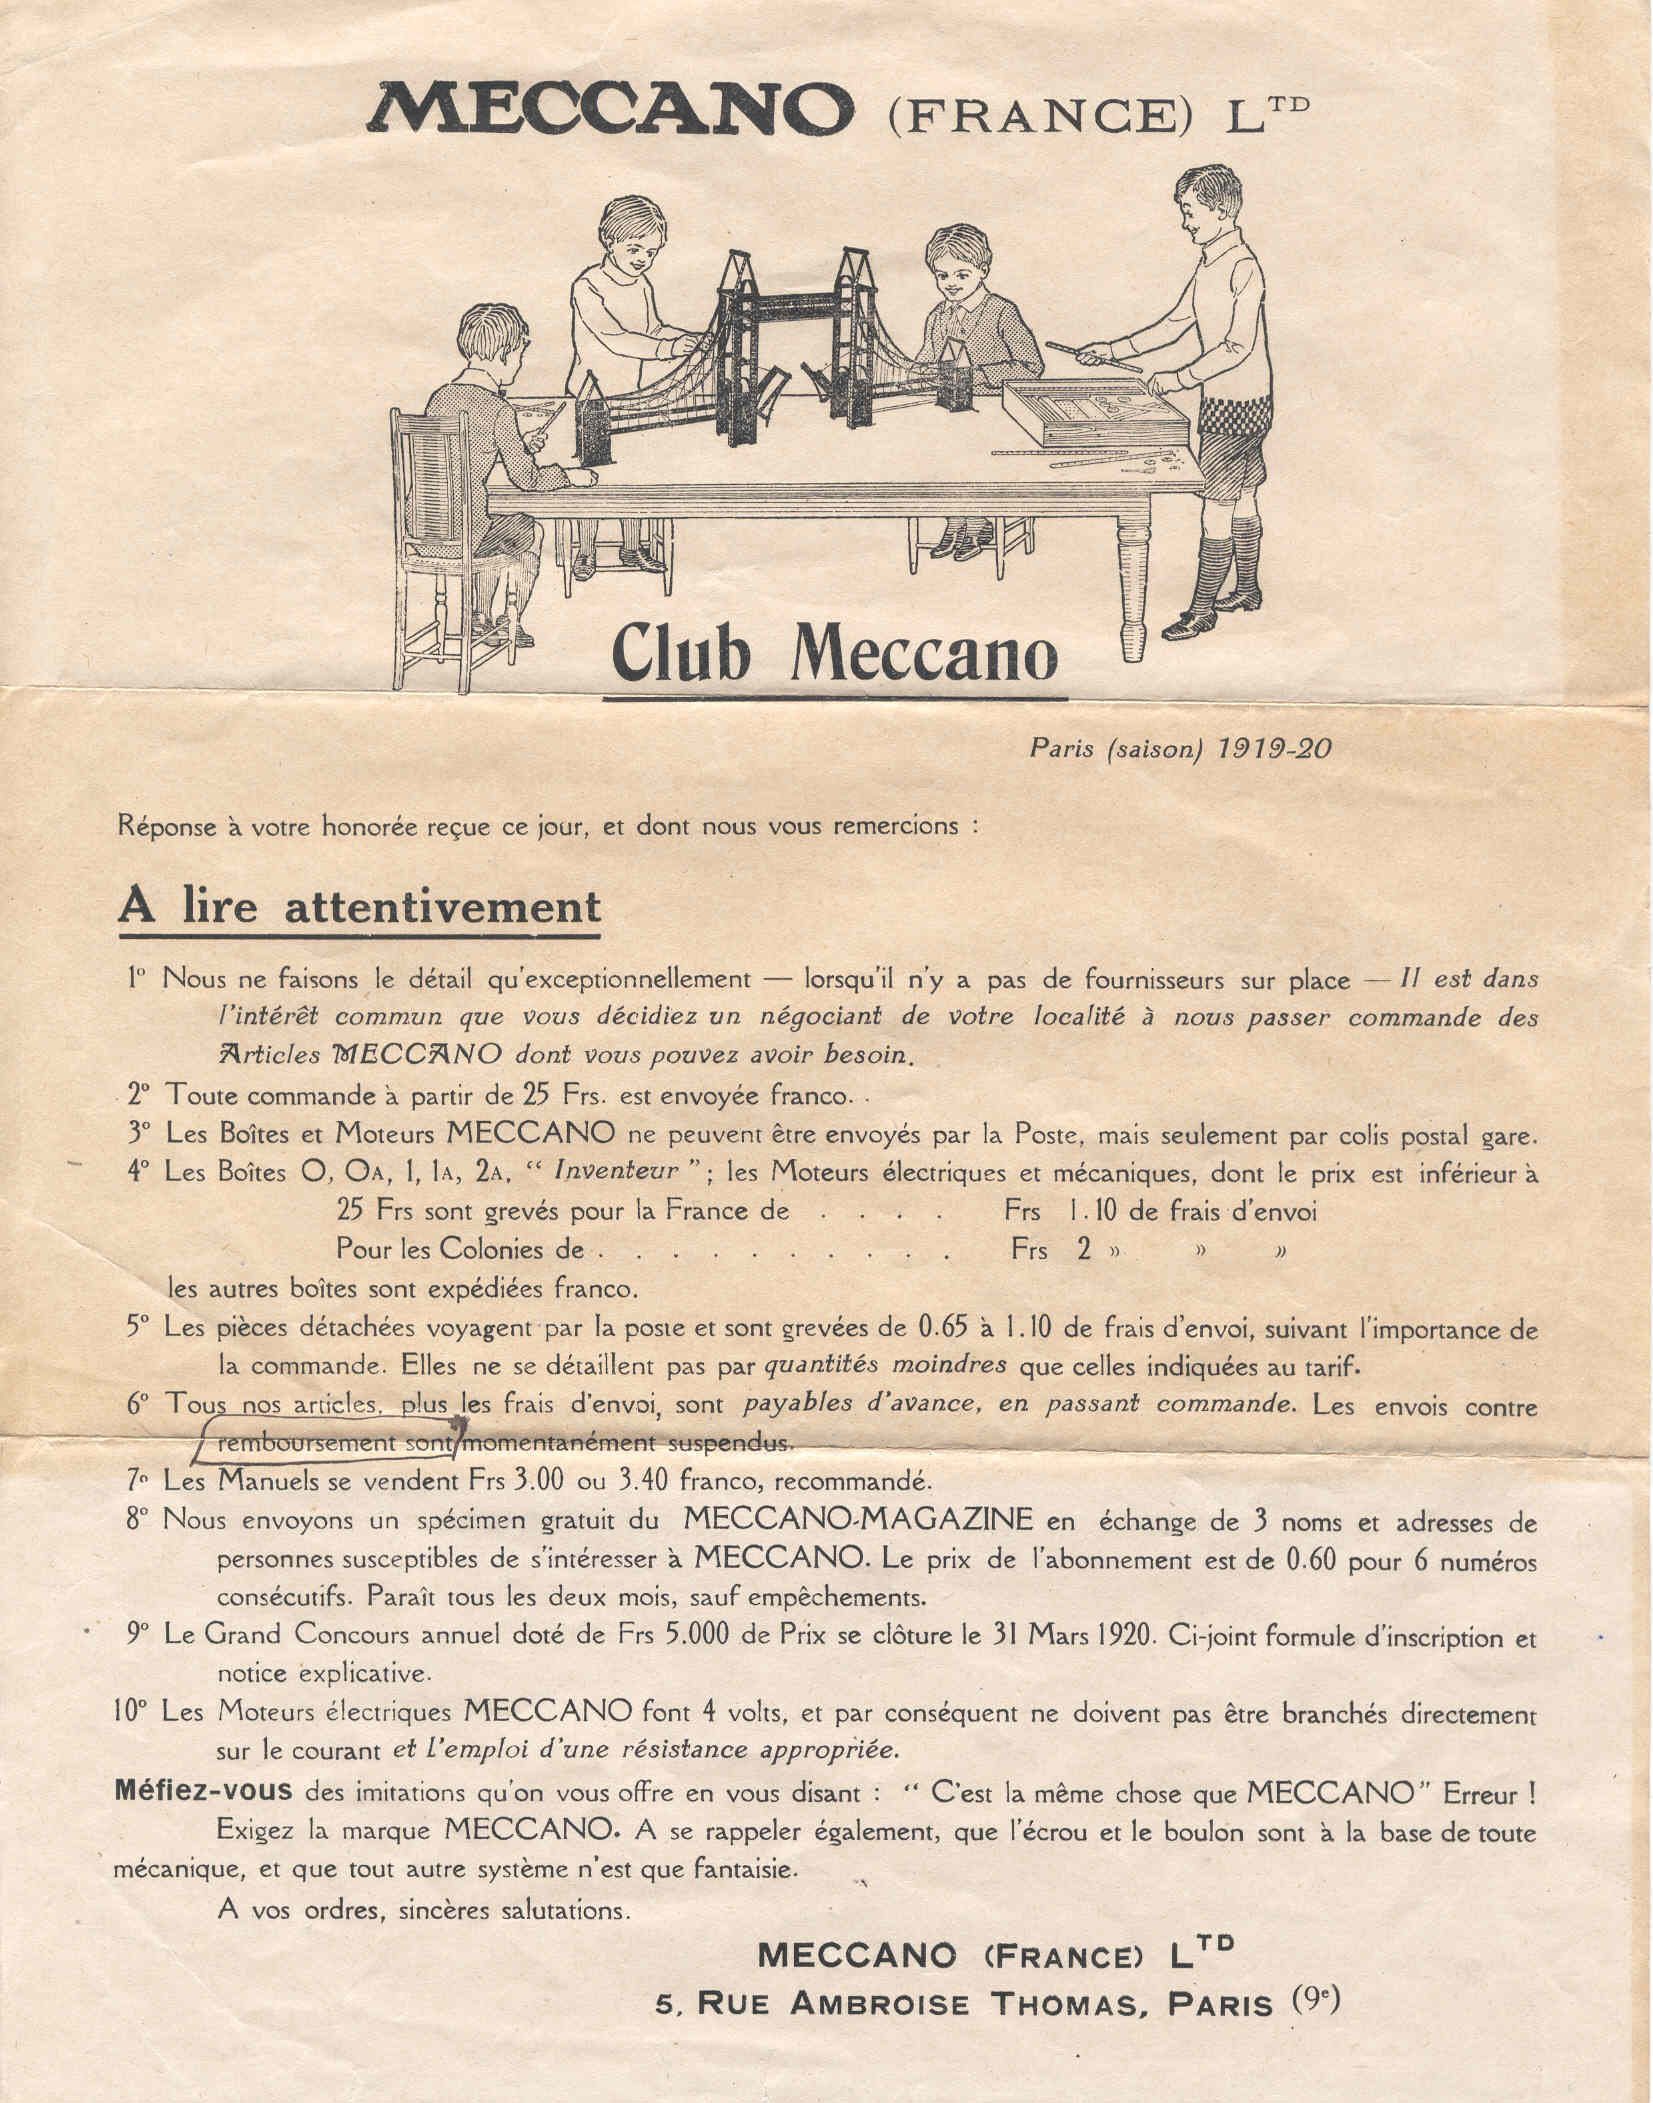 MECCANO (FRANCE) LTD
Club Meccano
Paris (saison) 1919-20
Réponse à votre honorée reçue ce jour, et dont nous vous remercions :
A lire attentivement
1º Nous ne faisons le détail qu'exceptionnellement — lorsqu'il n'y a pas de fournisseurs sur place — Il est dans
l'intérêt commun que vous décidiez un négociant de votre localité à nous passer commande des
Articles MECCANO dont vous pouvez avoir besoin.
2º Toute commande à partir de 25 Frs. est envoyée franco.
3º Les Boîtes et Moteurs MECCANO ne peuvent être envoyés par la Poste, mais seulement par colis postal gare.
4º Les Boîtes O, OA, 1, 1A, 2A, “ Inventeur ” ; les Moteurs électriques et mécaniques, dont le prix est inférieur à
25 Frs sont grevés pour la France de . . . . Frs 1.10 de frais d'envoi
Pour les Colonies de . . . . . . . . . . Frs 2 » » »
les autres boîtes sont expédiées franco.
5º Les pièces détachées voyagent par la poste et sont grevées de 0.65 à 1.10 de frais d'envoi, suivant l'importance de
la commande. Elles ne se détaillent pas par quantités moindres que celles indiquées au tarif.
6º Tous nos articles, plus les frais d'envoi, sont payables d'avance, en passant commande. Les envois contre
remboursement sont momentanément suspendus.
7º Les Manuels se vendent Frs 3.00 ou 3.40 franco, recommandé.
8º Nous envoyons un spécimen gratuit du MECCANO-MAGAZINE en échange de 3 noms et adresses de
personnes susceptibles de s'intéresser à MECCANO. Le prix de l'abonnement est de 0.60 pour 6 numéros
consécutifs. Paraît tous les deux mois, sauf empêchements.
9º Le Grand Concours annuel doté de Frs 5.000 de Prix se clôture le 31 Mars 1920. Ci-joint formule d'inscription et
notice explicative.
10º Les Moteurs électriques MECCANO font 4 volts, et par conséquent ne doivent pas être branchés directement
sur le courant et l'emploi d'une résistance appropriée.
Méfiez-vous des imitations qu'on vous offre en vous disant : “ C'est la même chose que MECCANO” Erreur !
Exigez la marque MECCANO. A se rappeler également, que l'écrou et le boulon sont à la base de toute
mécanique, et que tout autre système n'est que fantaisie.
A vos ordres, sincères salutations.
MECCANO (FRANCE) LTD
5, RUE AMBROISE THOMAS, PARIS (9e)